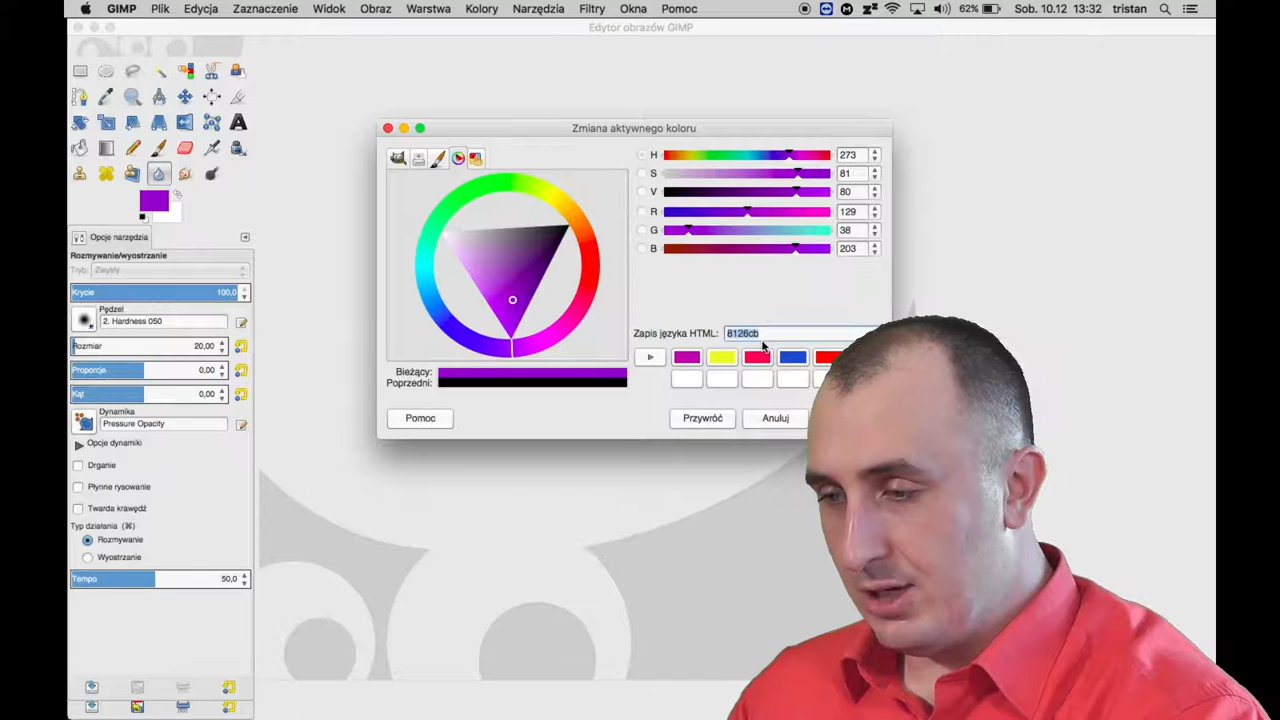 GIMP Plik Edycja Zaznaczenie Widok Obraz Warstwa Kolory Narzędzia Filtry Okna Pomoc 62% Sob. 10.12 13:32 tristan
Edytor obrazów GIMP
Zmiana aktywnego koloru
H 273
S 81
V 80
R 129
G 38
B 203
Zapis języka HTML: 8126cb
Bieżący:
Poprzedni:
Pomoc Przywróć Anuluj
Opcje narzędzia
Rozmywanie/wyostrzanie
Tryb: Zwykły
Krycie 100,0
Pędzel
2. Hardness 050
Rozmiar 20,00
Proporcje 0,00
Kąt 0,00
Dynamika
Pressure Opacity
Opcje dynamiki
Drganie
Płynne rysowanie
Twarda krawędź
Typ działania (⌘)
Rozmywanie
Wyostrzanie
Tempo 50,0